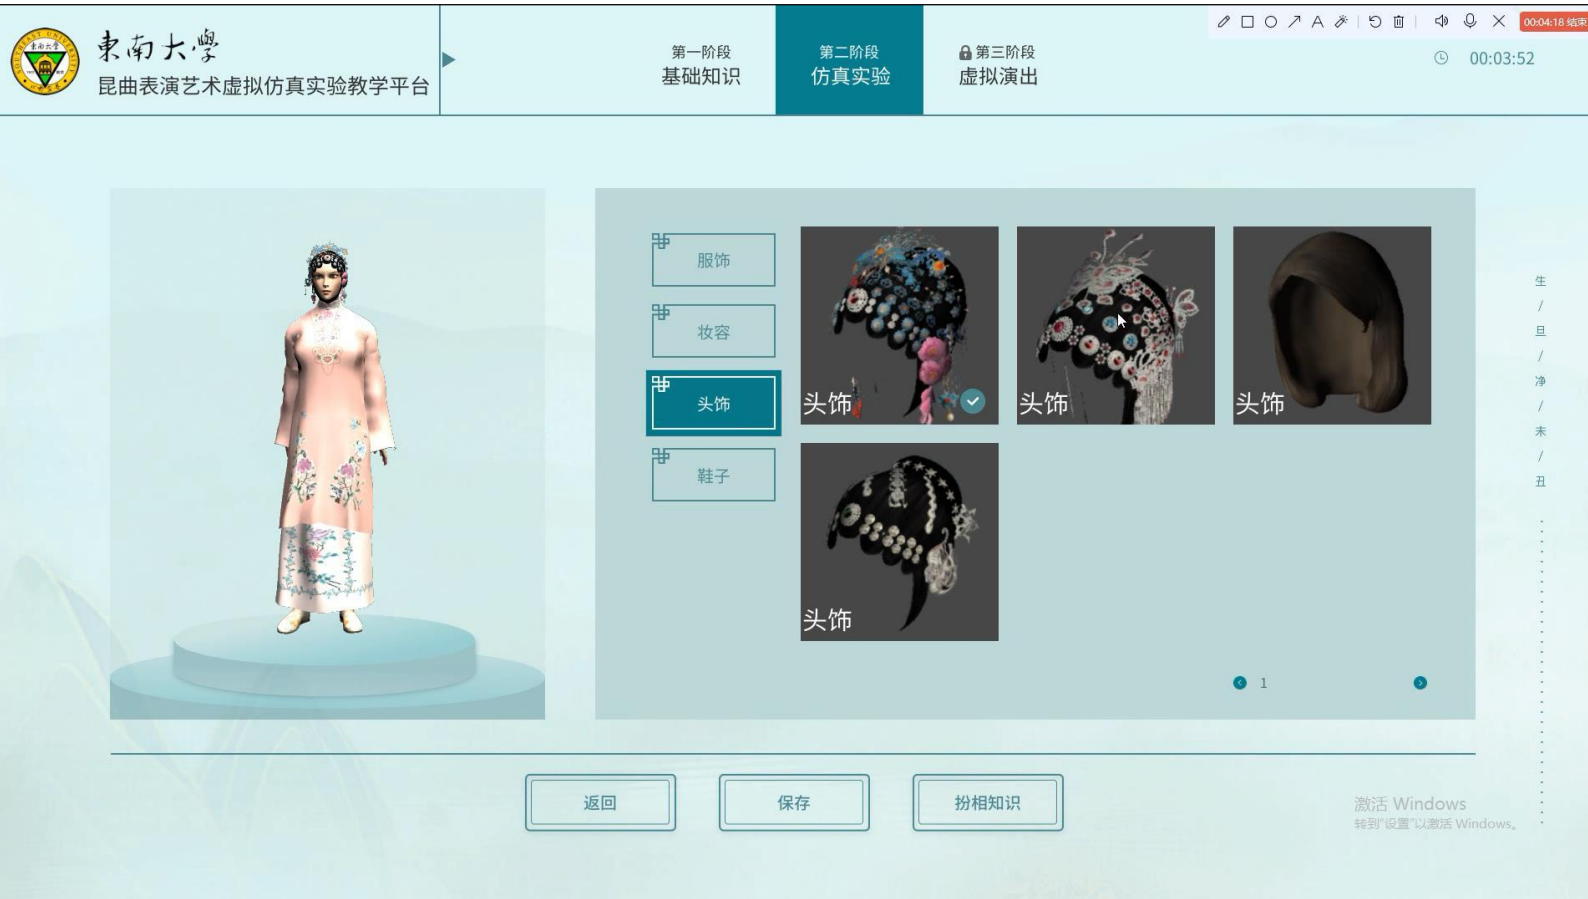 東南大學
昆曲表演艺术虚拟仿真实验教学平台
第一阶段
基础知识
第二阶段
仿真实验
第三阶段
虚拟演出
00:04:18 结束
00:03:52
服饰
妆容
头饰
鞋子
头饰
头饰
头饰
头饰
1
生
/
旦
/
净
/
末
/
丑
返回
保存
扮相知识
激活 Windows
转到"设置"以激活 Windows。